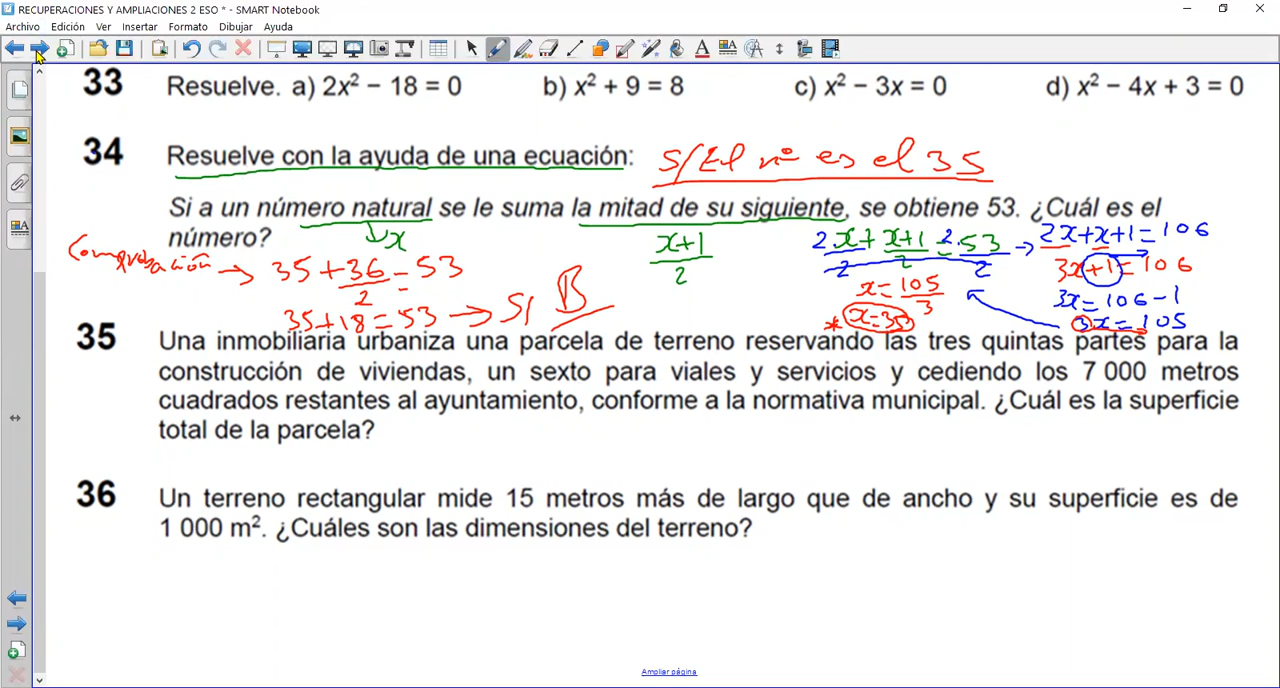 RECUPERACIONES Y AMPLIACIONES 2 ESO * - SMART Notebook
Archivo Edición Ver Insertar Formato Dibujar Ayuda
33 Resuelve. a) 2x² − 18 = 0 b) x² + 9 = 8 c) x² − 3x = 0 d) x² − 4x + 3 = 0
34 Resuelve con la ayuda de una ecuación: S/ El nº es el 35
Si a un número natural se le suma la mitad de su siguiente, se obtiene 53. ¿Cuál es el
número? x x+1/2 2·x/2 + x+1/2 = 2·53/2 → 2x+x+1=106
Comprobación → 35+36/2=53 3x+1=106
x=105/3 3x=106-1
35+18=53 → Sí B * x=35 3x=105
35 Una inmobiliaria urbaniza una parcela de terreno reservando las tres quintas partes para la
construcción de viviendas, un sexto para viales y servicios y cediendo los 7 000 metros
cuadrados restantes al ayuntamiento, conforme a la normativa municipal. ¿Cuál es la superficie
total de la parcela?
36 Un terreno rectangular mide 15 metros más de largo que de ancho y su superficie es de
1 000 m². ¿Cuáles son las dimensiones del terreno?
Ampliar página